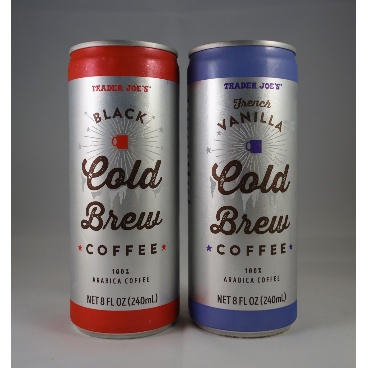 TRADER JOE'S®
BLACK
Cold
Brew
COFFEE
100%
ARABICA COFFEE
NET 8 FL OZ (240mL)
TRADER JOE'S®
French
VANILLA
Cold
Brew
COFFEE
100%
ARABICA COFFEE
NET 8 FL OZ (240mL)